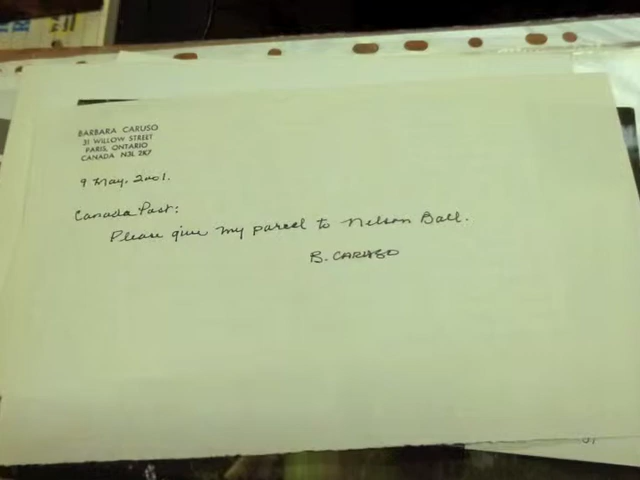 BARBARA CARUSO
31 WILLOW STREET
PARIS, ONTARIO
CANADA N3L 2K7
9 May, 2001.
Canada Post:
Please give my parcel to Nelson Ball.
B. CARUSO